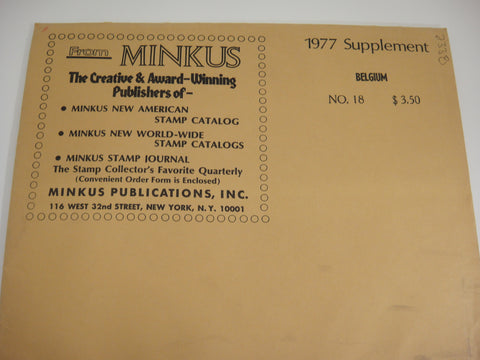 From MINKUS
The Creative & Award-Winning
Publishers of-
• MINKUS NEW AMERICAN
STAMP CATALOG
• MINKUS NEW WORLD-WIDE
STAMP CATALOGS
• MINKUS STAMP JOURNAL
The Stamp Collector's Favorite Quarterly
(Convenient Order Form is Enclosed)
MINKUS PUBLICATIONS, INC.
116 WEST 32nd STREET, NEW YORK, N.Y. 10001
1977 Supplement
BELGIUM
NO. 18 $3.50